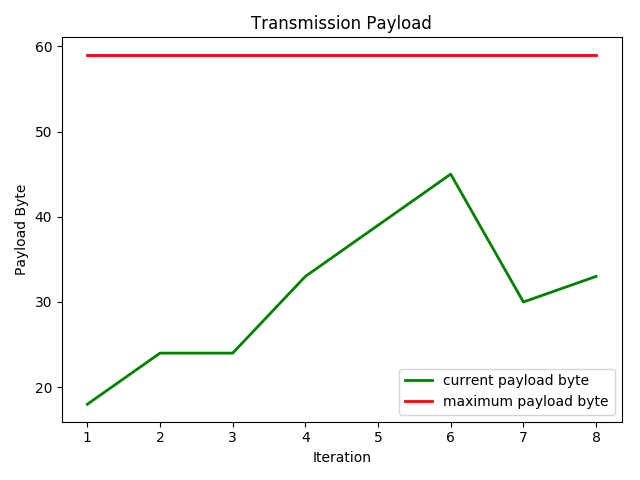 Transmission Payload
60
50
40
30
20
Payload Byte
current payload byte
maximum payload byte
1 2 3 4 5 6 7 8
Iteration